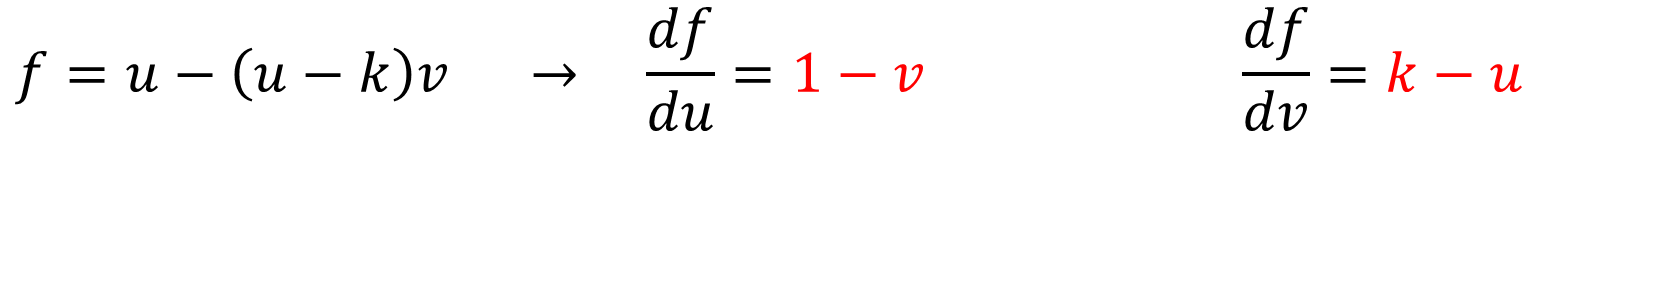 f = u − (u − k)v → df/du = 1 − v df/dv = k − u